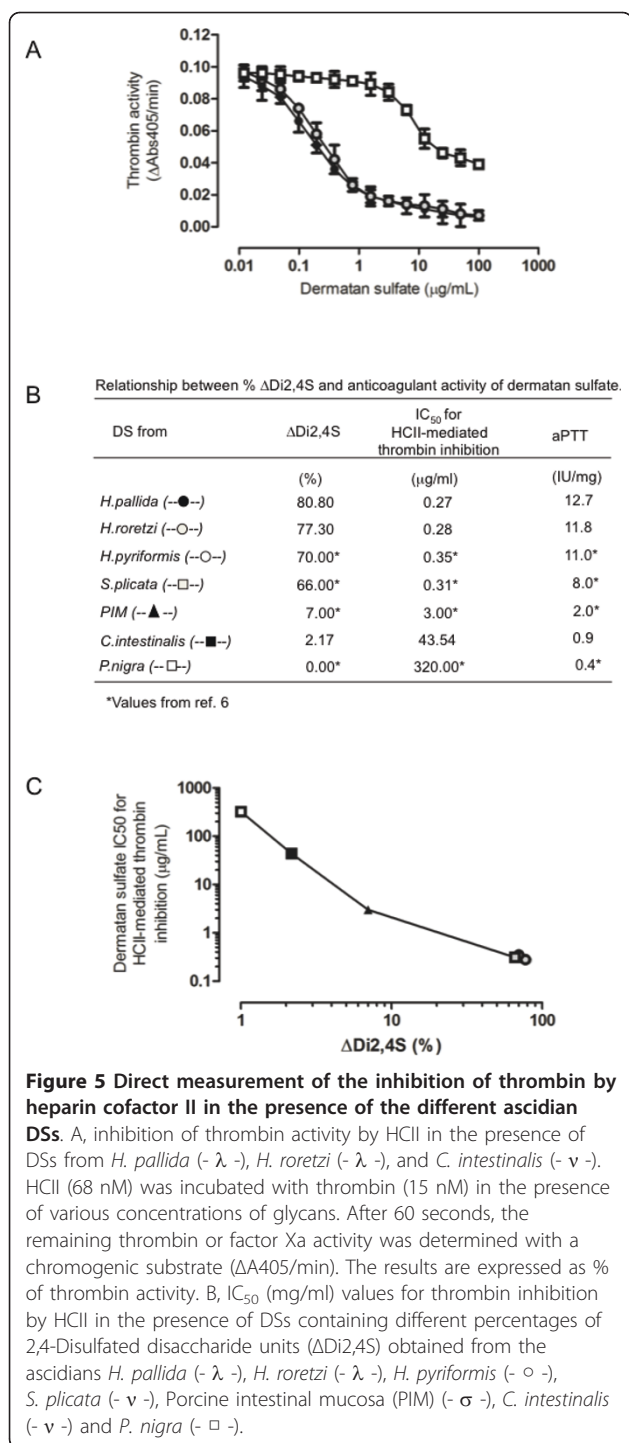 A
Thrombin activity
(ΔAbs405/min)
0.12
0.10
0.08
0.06
0.04
0.02
0.00
0.01 0.1 1 10 100 1000
Dermatan sulfate (μg/mL)
B
Relationship between % ΔDi2,4S and anticoagulant activity of dermatan sulfate.
DS from ΔDi2,4S IC50 for HCII-mediated thrombin inhibition aPTT
(%) (μg/ml) (IU/mg)
H.pallida (--●--) 80.80 0.27 12.7
H.roretzi (--○--) 77.30 0.28 11.8
H.pyriformis (--○--) 70.00* 0.35* 11.0*
S.plicata (--□--) 66.00* 0.31* 8.0*
PIM (-- ▲ --) 7.00* 3.00* 2.0*
C.intestinalis (--■--) 2.17 43.54 0.9
P.nigra (--□--) 0.00* 320.00* 0.4*
*Values from ref. 6
C
Dermatan sulfate IC50 for
HCII-mediated thrombin
inhibition (μg/mL)
1000
100
10
1
0.1
1 10 100
ΔDi2,4S (%)
Figure 5 Direct measurement of the inhibition of thrombin by
heparin cofactor II in the presence of the different ascidian
DSs. A, inhibition of thrombin activity by HCII in the presence of
DSs from H. pallida (- λ -), H. roretzi (- λ -), and C. intestinalis (- ν -).
HCII (68 nM) was incubated with thrombin (15 nM) in the presence
of various concentrations of glycans. After 60 seconds, the
remaining thrombin or factor Xa activity was determined with a
chromogenic substrate (ΔA405/min). The results are expressed as %
of thrombin activity. B, IC50 (mg/ml) values for thrombin inhibition
by HCII in the presence of DSs containing different percentages of
2,4-Disulfated disaccharide units (ΔDi2,4S) obtained from the
ascidians H. pallida (- λ -), H. roretzi (- λ -), H. pyriformis (- ○ -),
S. plicata (- ν -), Porcine intestinal mucosa (PIM) (- σ -), C. intestinalis
(- ν -) and P. nigra (- □ -).